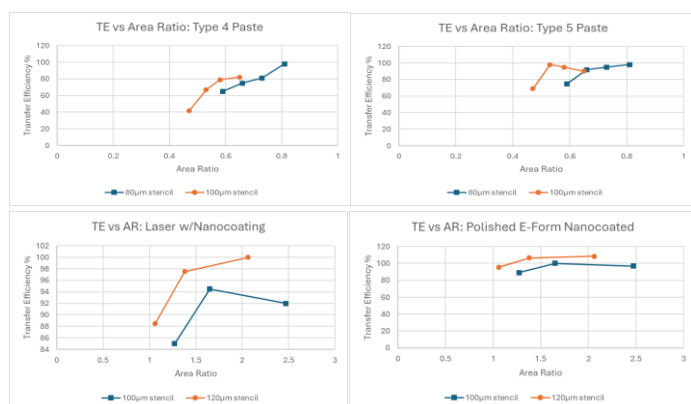 TE vs Area Ratio: Type 4 Paste
Transfer Efficiency %
120
100
80
60
40
20
0
0 0.2 0.4 0.6 0.8 1
Area Ratio
80µm stencil 100µm stencil
TE vs Area Ratio: Type 5 Paste
Transfer Efficiency %
120
100
80
60
40
20
0
0 0.2 0.4 0.6 0.8 1
Area Ratio
80µm stencil 100µm stencil
TE vs AR: Laser w/Nanocoating
Transfer Efficiency %
102
100
98
96
94
92
90
88
86
84
0 0.5 1 1.5 2 2.5 3
Area Ratio
100µm stencil 120µm stencil
TE vs AR: Polished E-Form Nanocoated
Transfer Efficiency %
120
100
80
60
40
20
0
0 0.5 1 1.5 2 2.5 3
Area Ratio
100µm stencil 120µm stencil